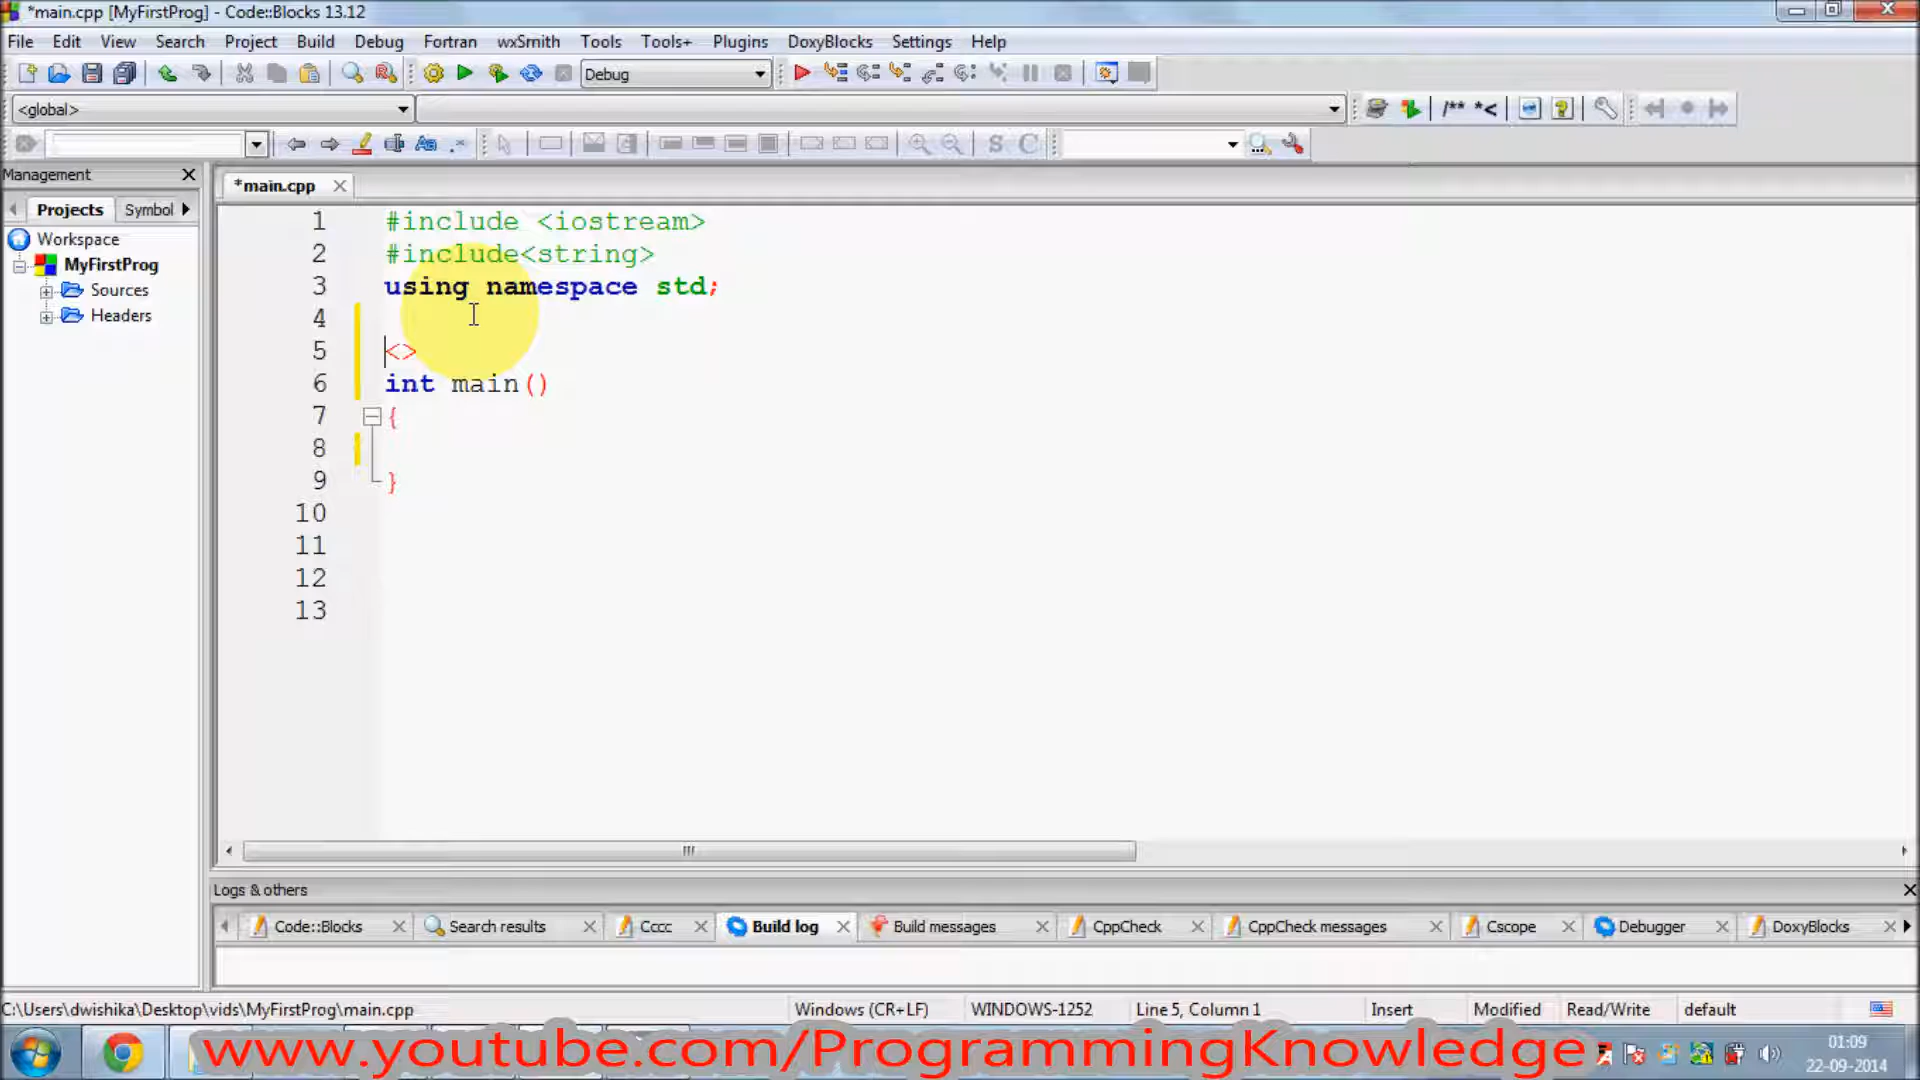 *main.cpp [MyFirstProg] - Code::Blocks 13.12
File Edit View Search Project Build Debug Fortran wxSmith Tools Tools+ Plugins DoxyBlocks Settings Help
Debug
<global>
/** *<
S C
Management
*main.cpp
Projects Symbol
Workspace
MyFirstProg
Sources
Headers
1 #include <iostream>
2 #include<string>
3 using namespace std;
4
5 <>
6 int main()
7 {
8
9 }
10
11
12
13
Logs & others
Code::Blocks Search results Cccc Build log Build messages CppCheck CppCheck messages Cscope Debugger DoxyBlocks
C:\Users\dwishika\Desktop\vids\MyFirstProg\main.cpp Windows (CR+LF) WINDOWS-1252 Line 5, Column 1 Insert Modified Read/Write default
www.youtube.com/ProgrammingKnowledge
01:09
22-09-2014